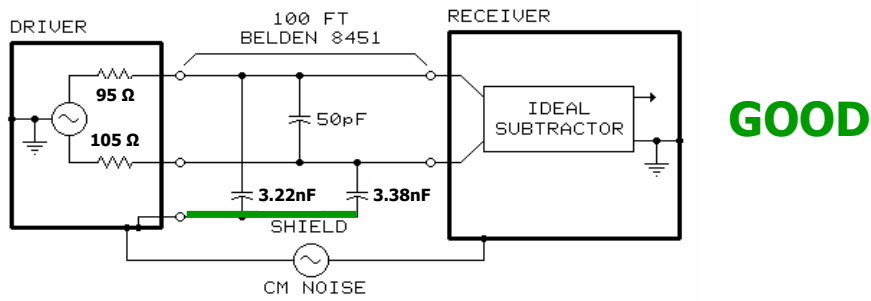 DRIVER
100 FT
BELDEN 8451
RECEIVER
95 Ω
105 Ω
50pF
3.22nF
3.38nF
SHIELD
CM NOISE
IDEAL
SUBTRACTOR
GOOD